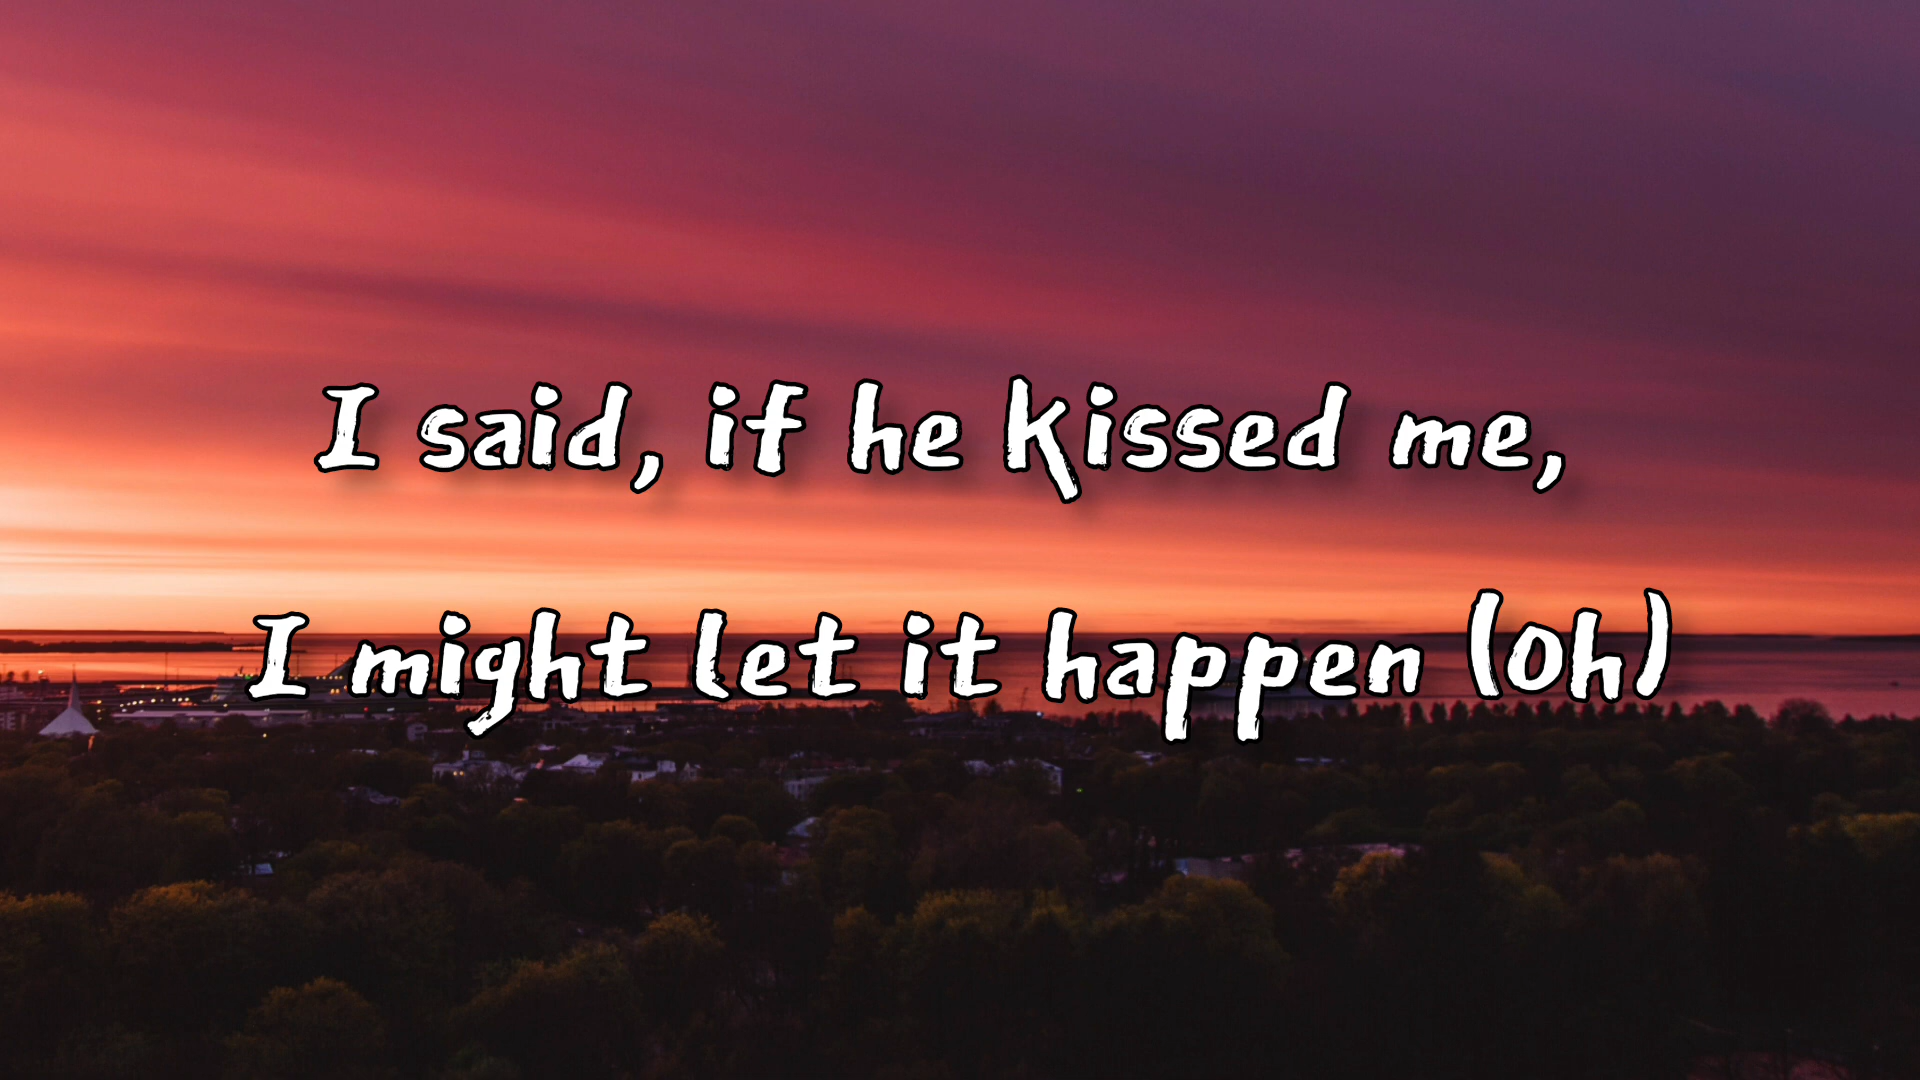 I said, if he kissed me,
I might let it happen (Oh)